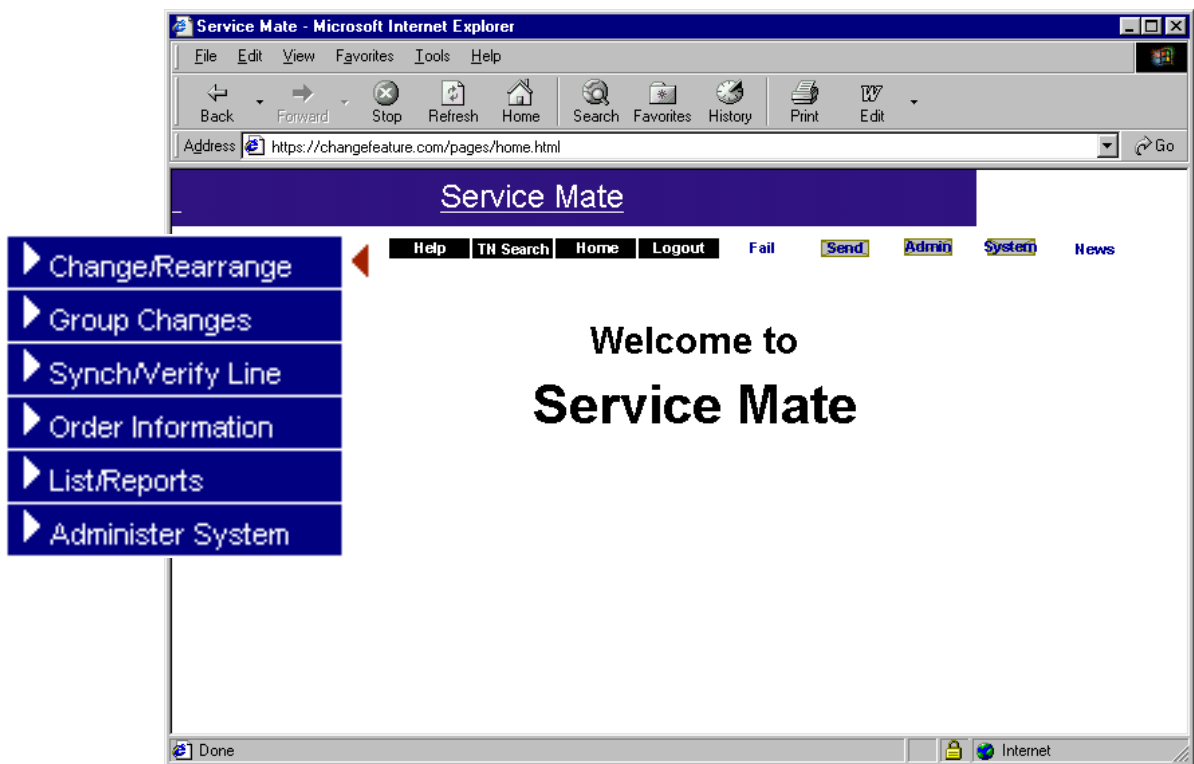 Service Mate - Microsoft Internet Explorer
File Edit View Favorites Tools Help
Back Forward Stop Refresh Home Search Favorites History Print Edit
Address https://changefeature.com/pages/home.html Go
Service Mate
Help TN Search Home Logout Fail Send Admin System News
Change/Rearrange
Group Changes
Synch/Verify Line
Order Information
List/Reports
Administer System
Welcome to
Service Mate
Done Internet